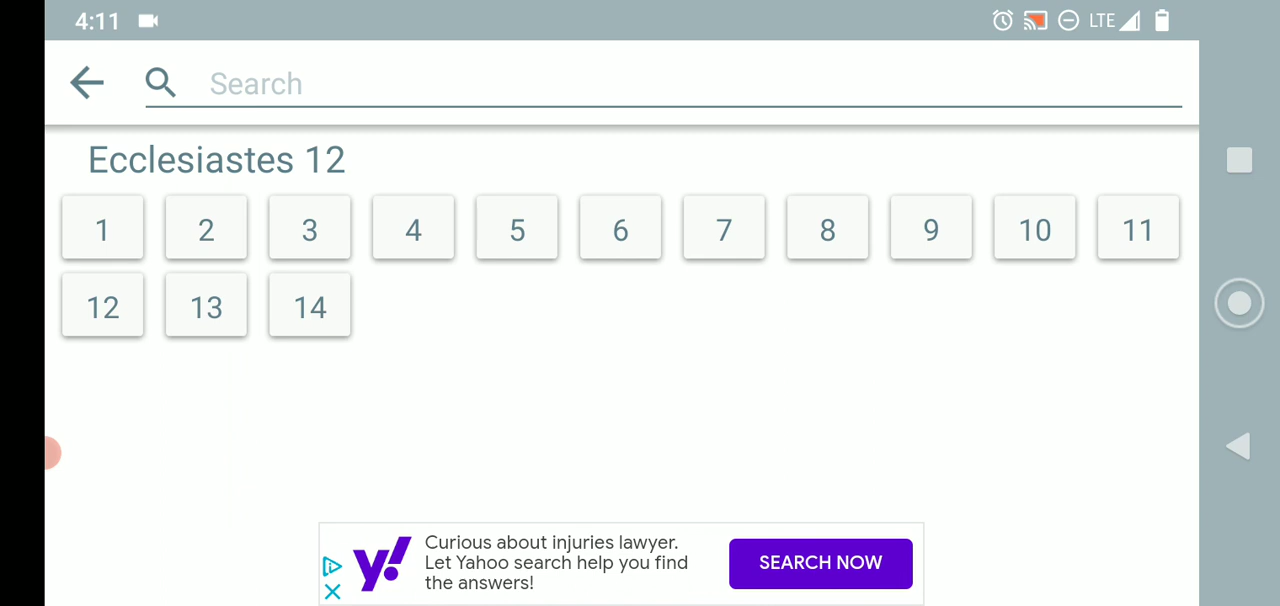 4:11 LTE
Search
Ecclesiastes 12
1 2 3 4 5 6 7 8 9 10 11
12 13 14
y!
Curious about injuries lawyer.
Let Yahoo search help you find
the answers!
SEARCH NOW